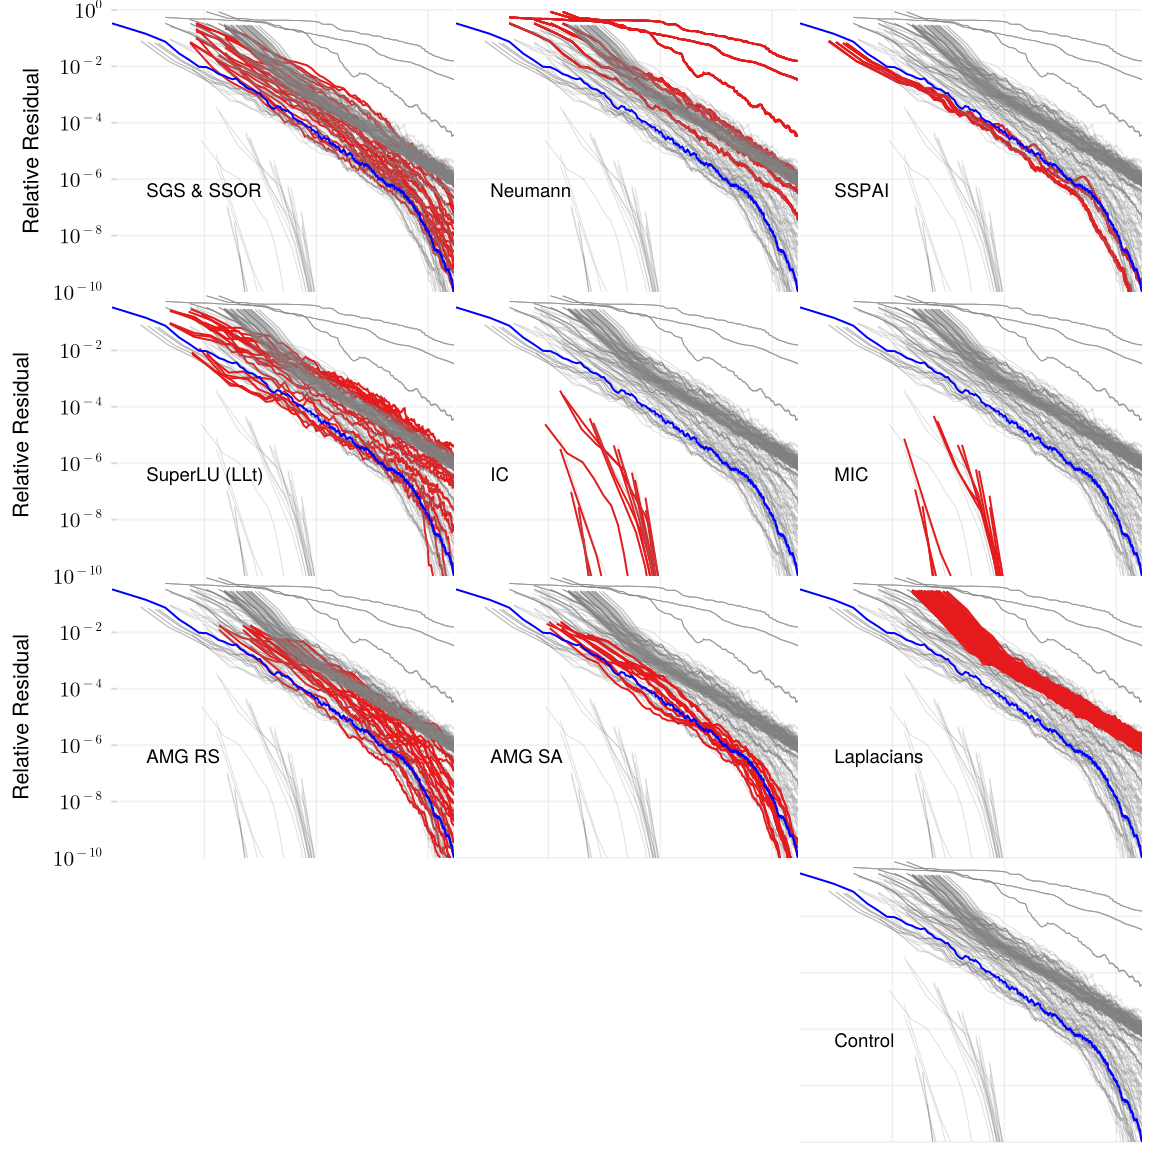 10^0
10^−2
10^−4
10^−6
10^−8
10^−10
Relative Residual
SGS & SSOR
Neumann
SSPAI
10^−2
10^−4
10^−6
10^−8
10^−10
Relative Residual
SuperLU (LLt)
IC
MIC
10^−2
10^−4
10^−6
10^−8
10^−10
Relative Residual
AMG RS
AMG SA
Laplacians
Control